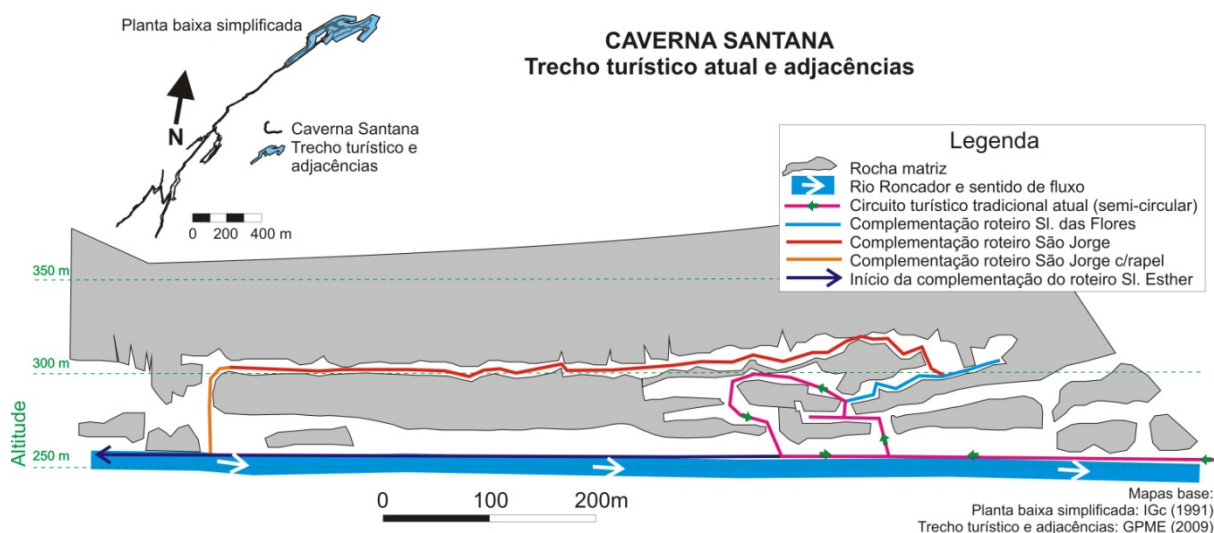 Planta baixa simplificada
CAVERNA SANTANA
Trecho turístico atual e adjacências
N
Caverna Santana
Trecho turístico e
adjacências
0 200 400 m
Legenda
Rocha matriz
Rio Roncador e sentido de fluxo
Circuito turístico tradicional atual (semi-circular)
Complementação roteiro Sl. das Flores
Complementação roteiro São Jorge
Complementação roteiro São Jorge c/rapel
Início da complementação do roteiro Sl. Esther
Altitude
350 m
300 m
250 m
0 100 200m
Mapas base:
Planta baixa simplificada: IGc (1991)
Trecho turístico e adjacências: GPME (2009)